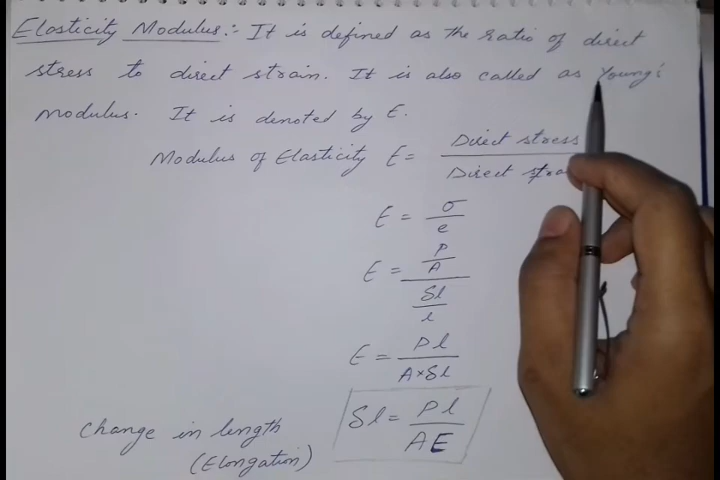 Elasticity Modulus:- It is defined as the ratio of direct
stress to direct strain. It is also called as Young's
modulus. It is denoted by E.
Modulus of Elasticity E = Direct stress
Direct
E = σ / e
E = P / A / δl / l
E = Pl / A×δl
Change in length δl = Pl / AE
(Elongation)